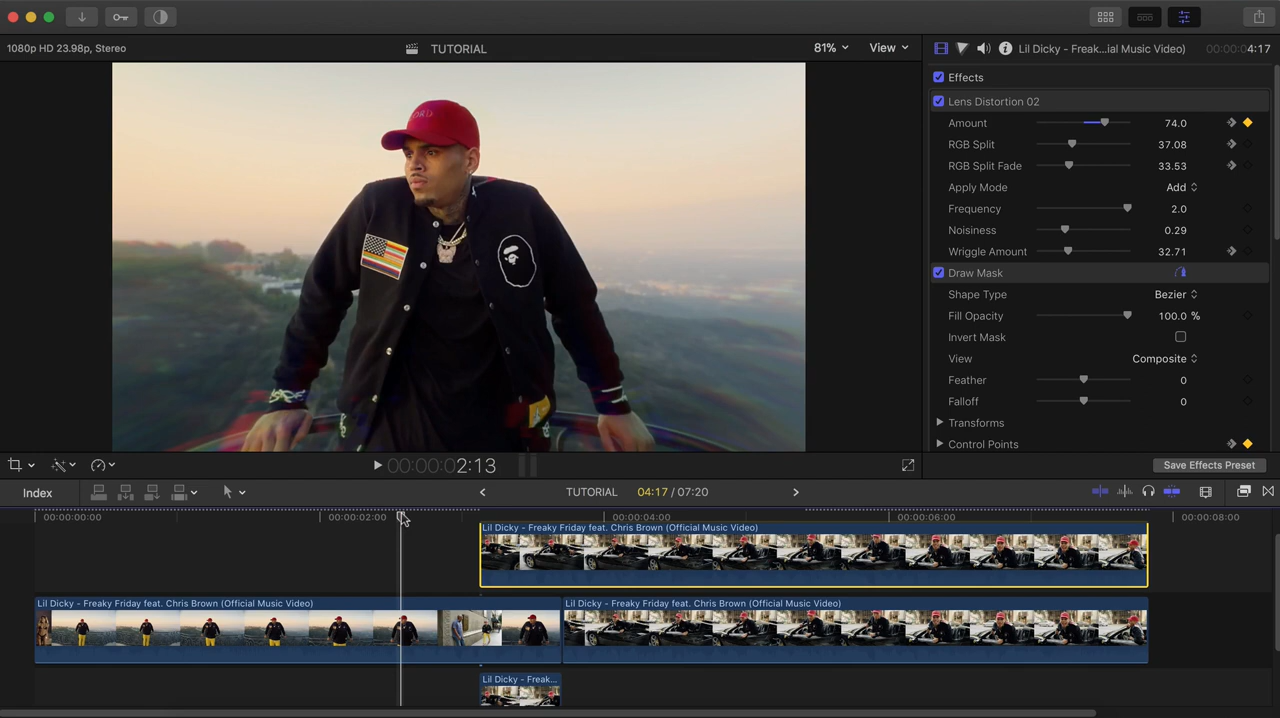 1080p HD 23.98p, Stereo
TUTORIAL
81%
View
Lil Dicky - Freak...ial Music Video)
00:00:04:17
Effects
Lens Distortion 02
Amount 74.0
RGB Split 37.08
RGB Split Fade 33.53
Apply Mode Add
Frequency 2.0
Noisiness 0.29
Wriggle Amount 32.71
Draw Mask
Shape Type Bezier
Fill Opacity 100.0 %
Invert Mask
View Composite
Feather 0
Falloff 0
Transforms
Control Points
00:00:00:2:13
Save Effects Preset
Index
TUTORIAL
04:17 / 07:20
00:00:00:00
00:00:02:00
00:00:04:00
00:00:06:00
00:00:08:00
Lil Dicky - Freaky Friday feat. Chris Brown (Official Music Video)
Lil Dicky - Freaky Friday feat. Chris Brown (Official Music Video)
Lil Dicky - Freaky Friday feat. Chris Brown (Official Music Video)
Lil Dicky - Freak...